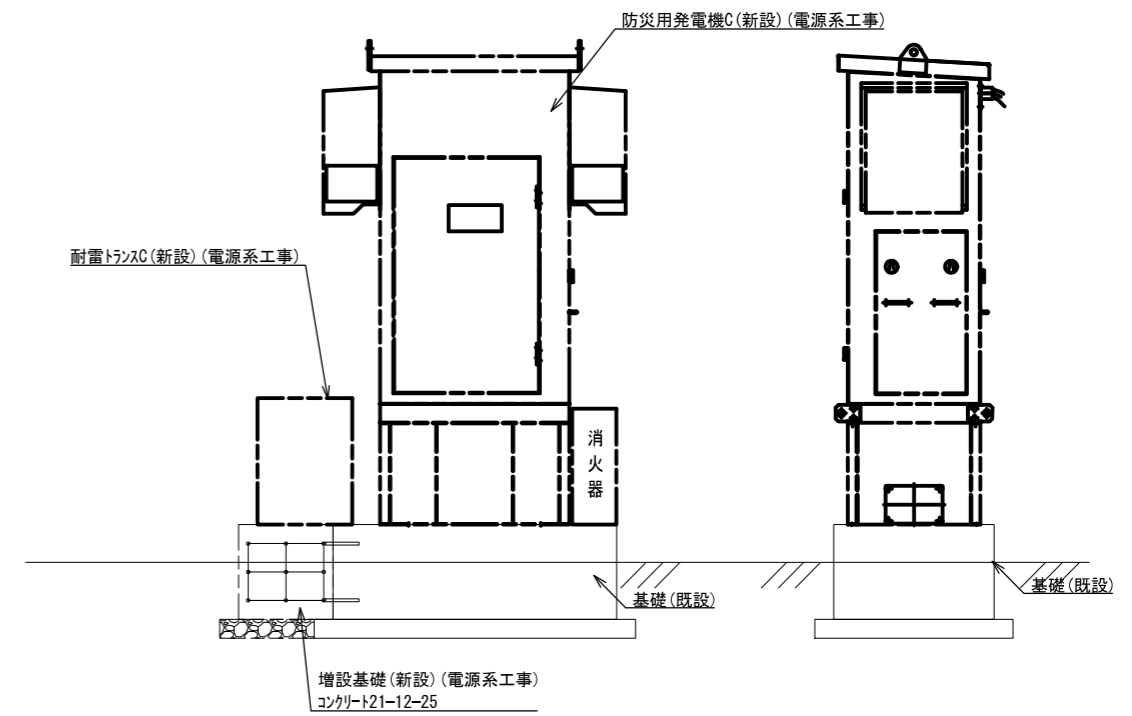 防災用発電機C(新設)(電源系工事)
耐雷トランスC(新設)(電源系工事)
消火器
基礎(既設)
基礎(既設)
増設基礎(新設)(電源系工事)
コンクリート21-12-25